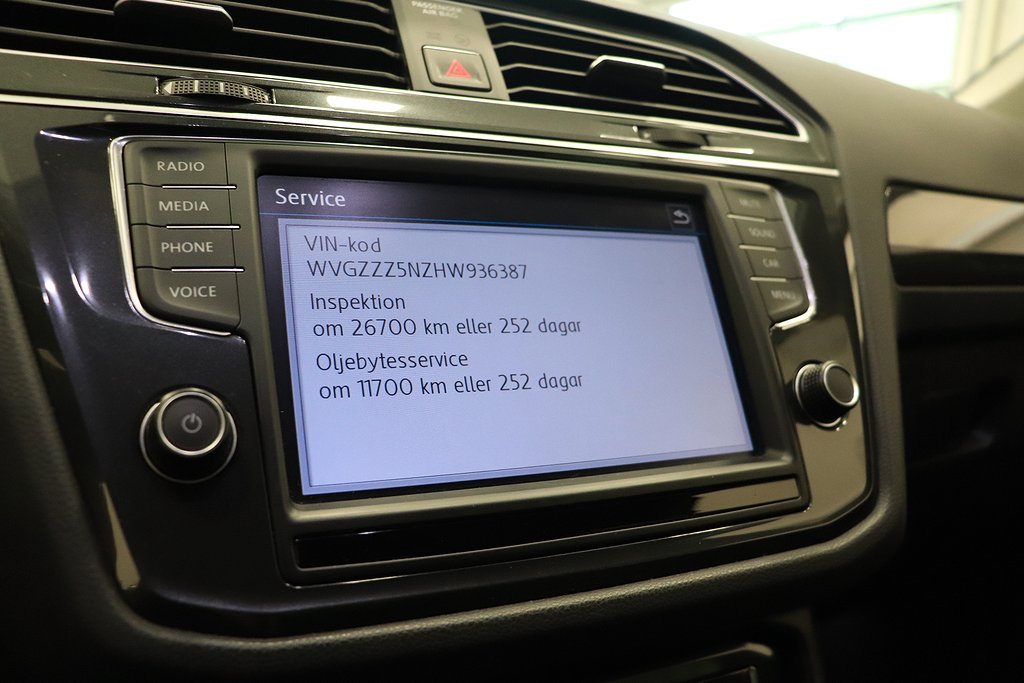 PASSENGER
AIR BAG
RADIO
MEDIA
PHONE
VOICE
Service
VIN-kod
WVGZZZ5NZHW936387
Inspektion
om 26700 km eller 252 dagar
Oljebytesservice
om 11700 km eller 252 dagar
MUTE
SOUND
CAR
MENU